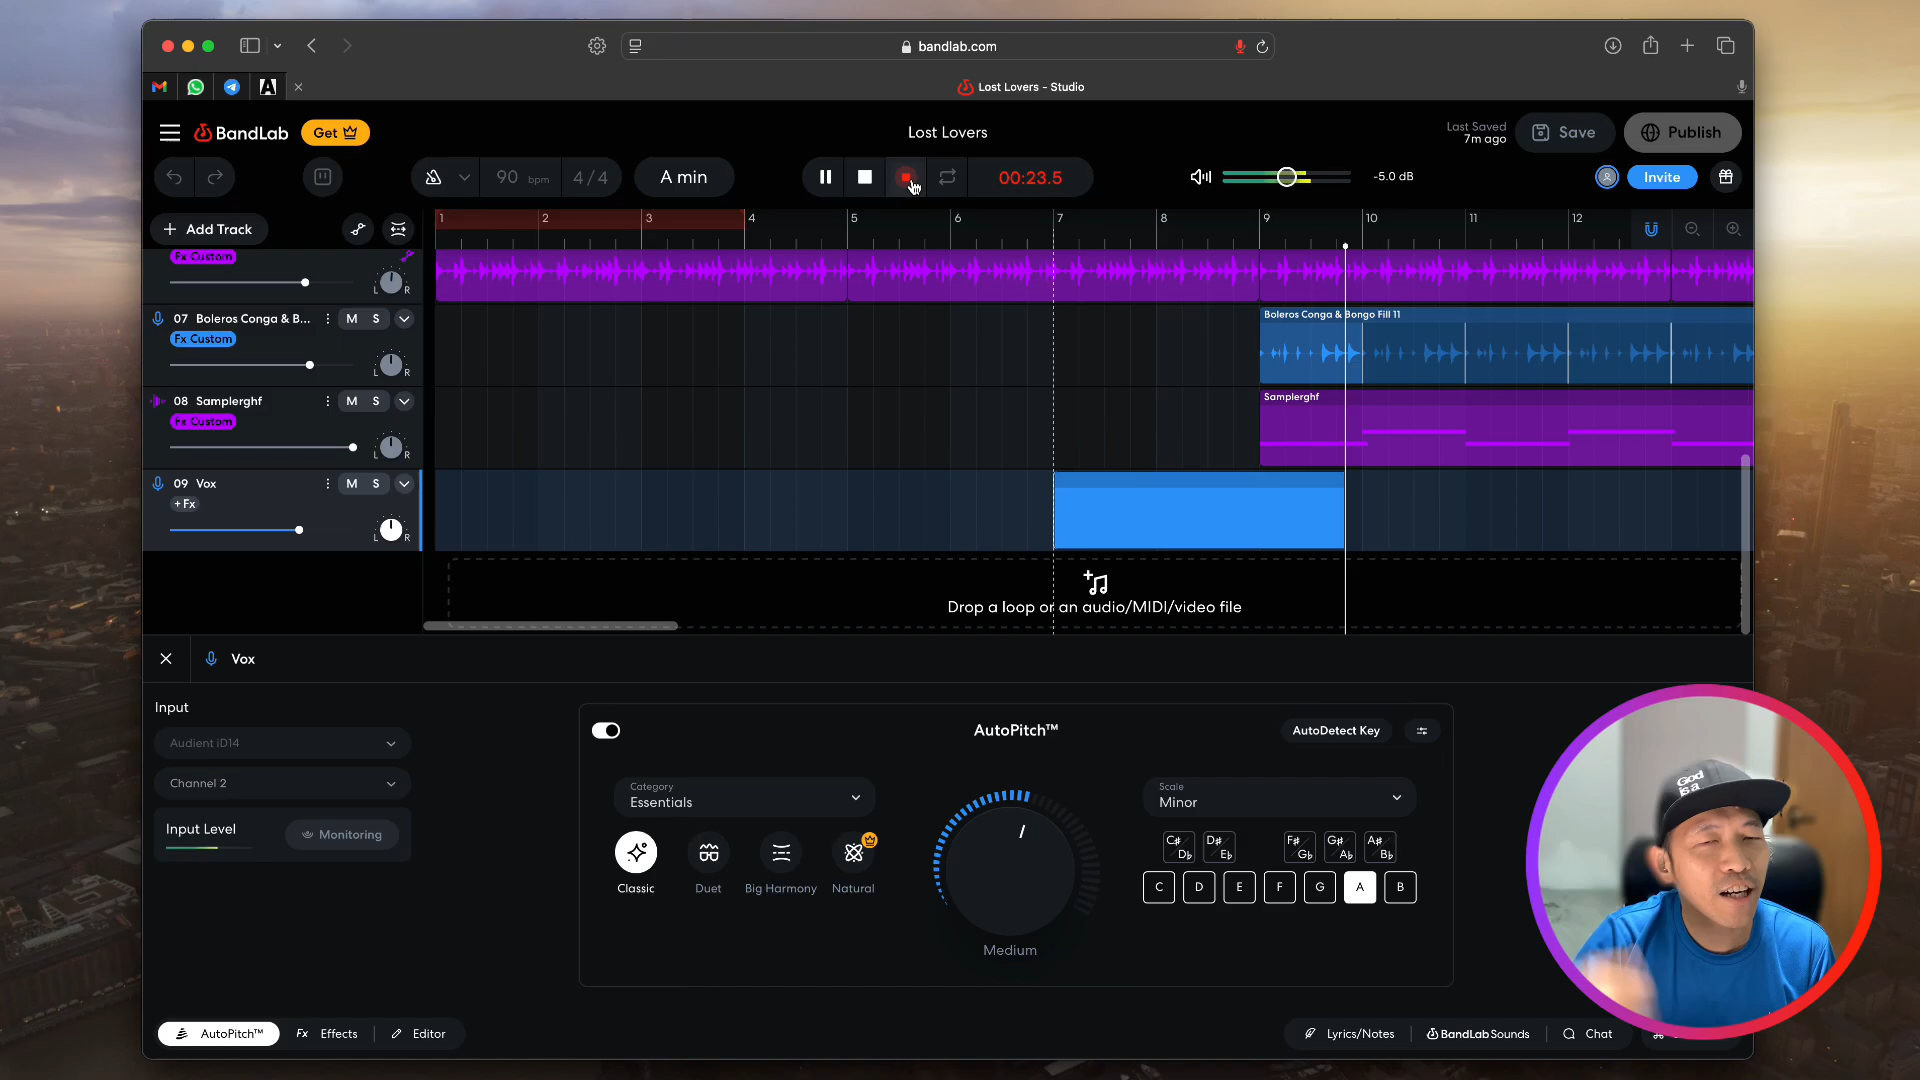 bandlab.com
Lost Lovers - Studio
BandLab
Get
Lost Lovers
Last Saved
7m ago
Save
Publish
90 bpm
4/4
A min
00:23.5
-5.0 dB
Invite
Add Track
1 2 3 4 5 6 7 8 9 10 11 12
Fx Custom
L R
07 Boleros Conga & B...
M S
Fx Custom
L R
Boleros Conga & Bongo Fill 11
08 Samplerghf
M S
Fx Custom
L R
Samplerghf
09 Vox
M S
+ Fx
L R
Drop a loop or an audio/MIDI/video file
Vox
Input
Audient iD14
Channel 2
Input Level
Monitoring
AutoPitch™
AutoDetect Key
Category
Essentials
Classic
Duet
Big Harmony
Natural
Medium
Scale
Minor
C# D♭
D# E♭
F# G♭
G# A♭
A# B♭
C D E F G A B
God
is a
AutoPitch™
Fx Effects
Editor
Lyrics/Notes
BandLab Sounds
Chat